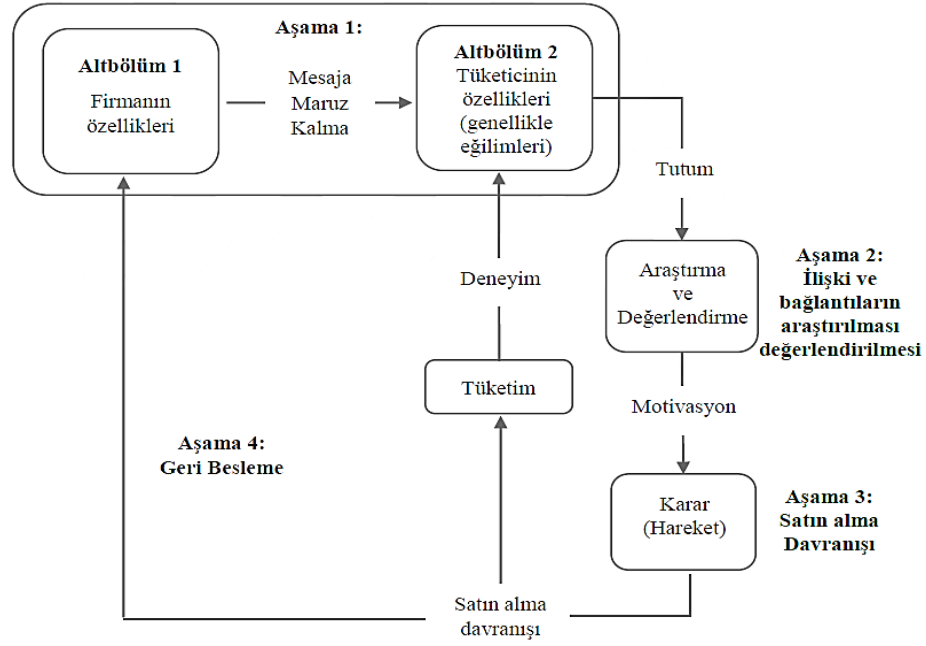 Aşama 1:
Altbölüm 1
Firmanın
özellikleri
Mesaja
Maruz
Kalma
Altbölüm 2
Tüketicinin
özellikleri
(genellikle
eğilimleri)
Tutum
Araştırma
ve
Değerlendirme
Aşama 2:
İlişki ve
bağlantıların
araştırılması
değerlendirilmesi
Deneyim
Tüketim
Motivasyon
Aşama 4:
Geri Besleme
Karar
(Hareket)
Aşama 3:
Satın alma
Davranışı
Satın alma
davranışı